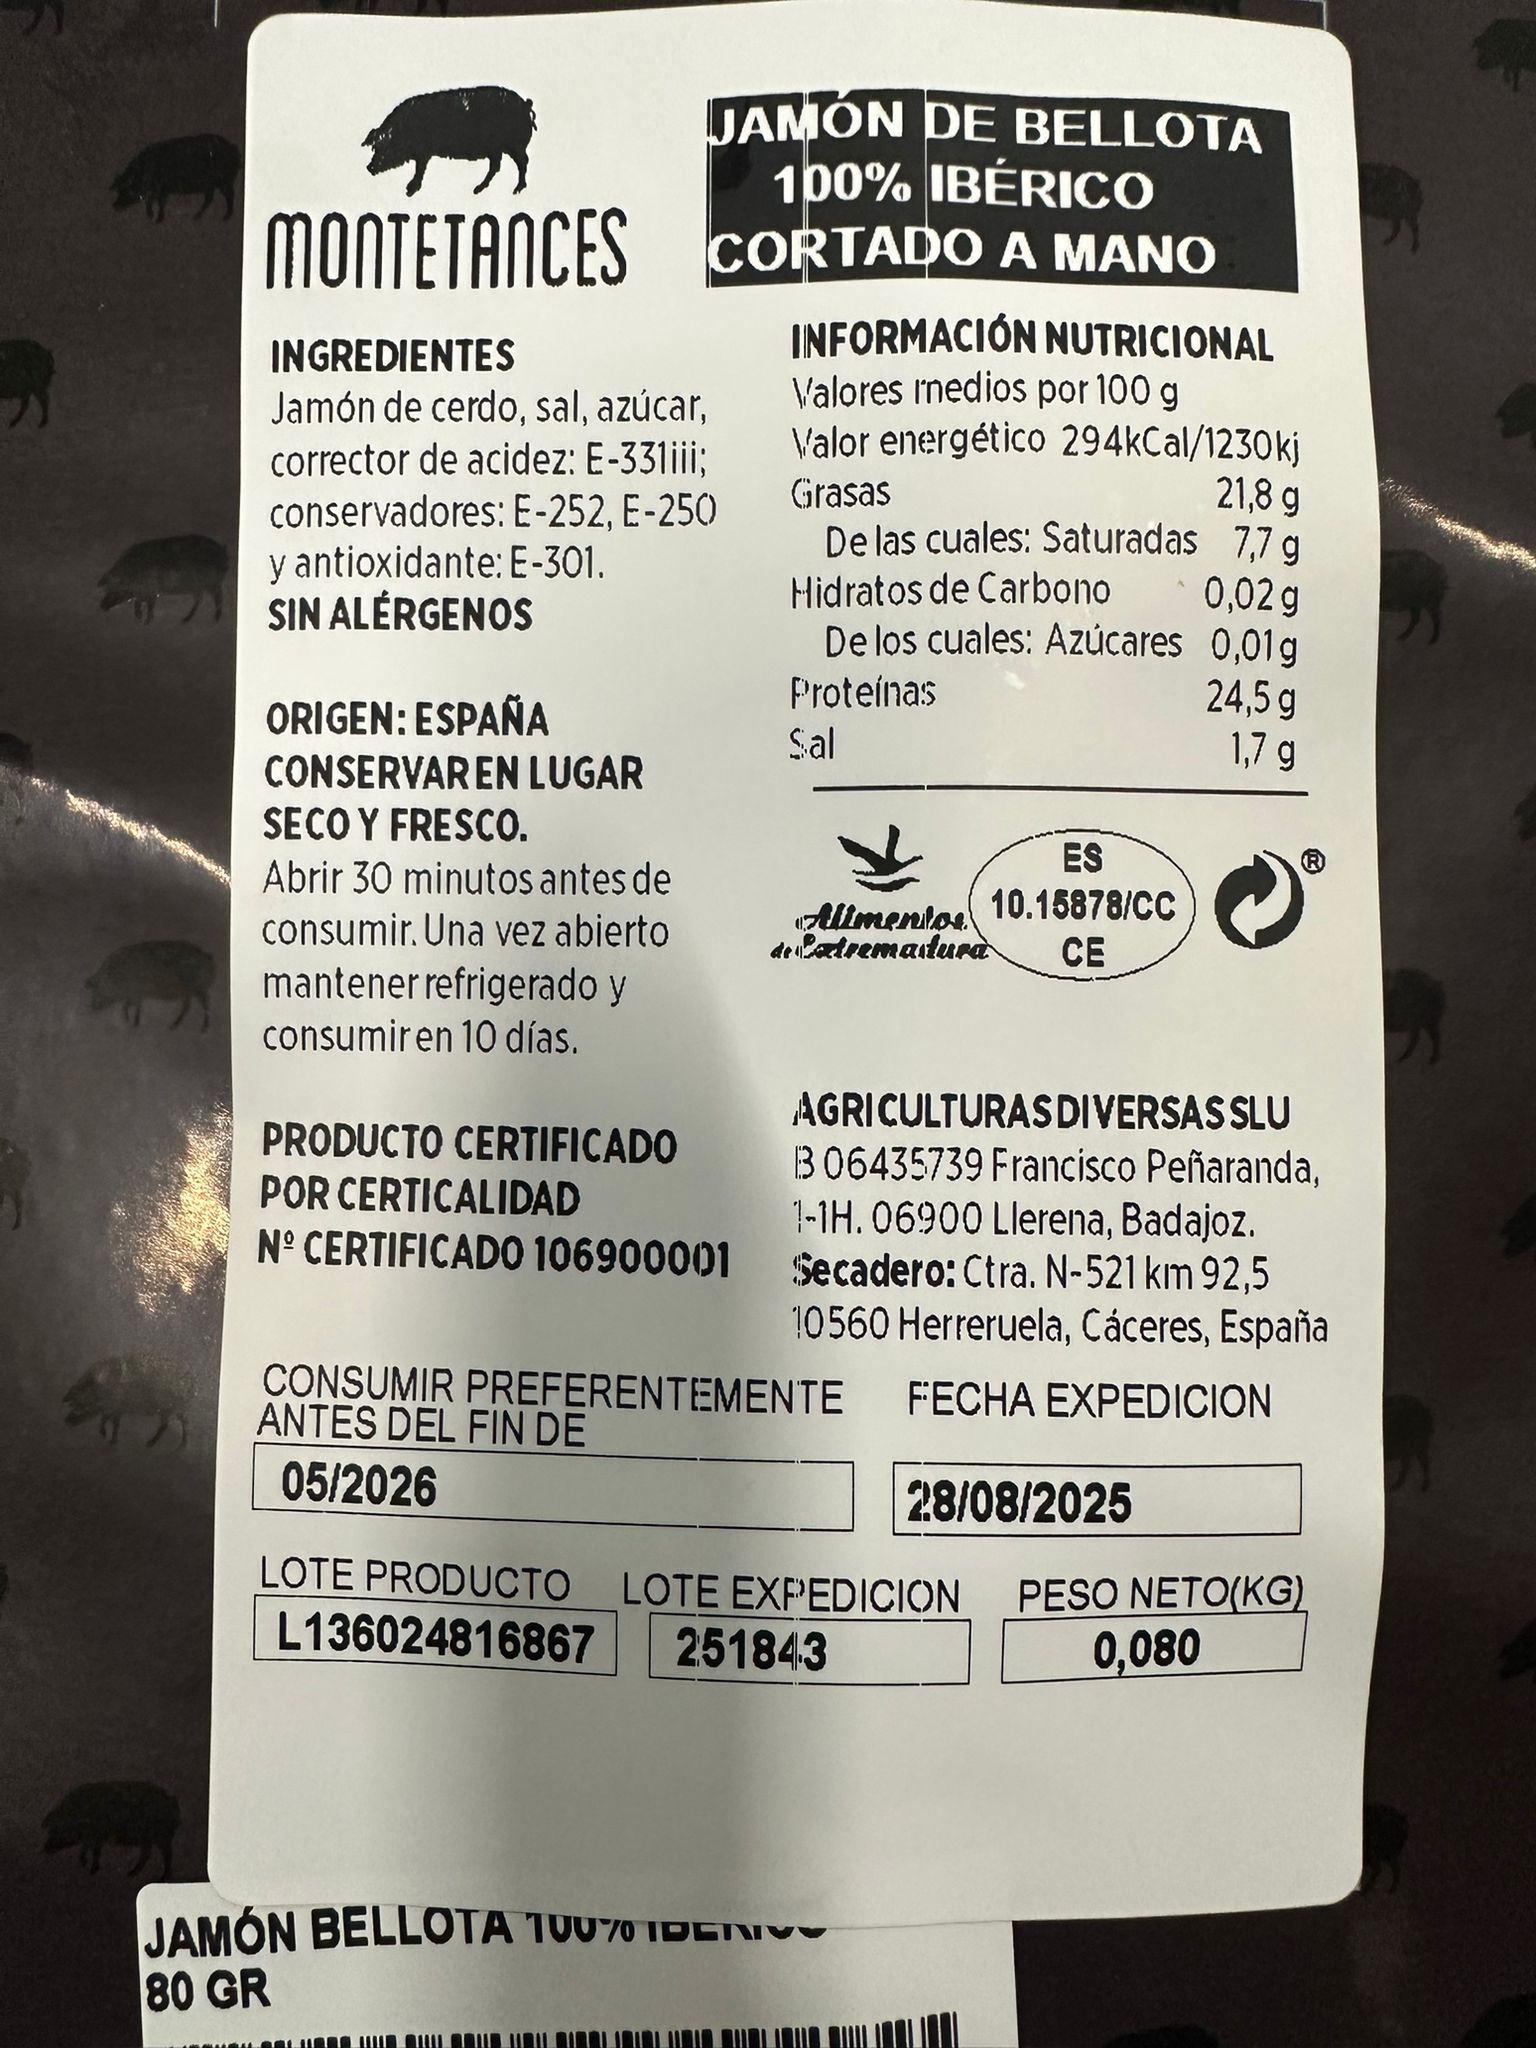 MONTETANCES
JAMÓN DE BELLOTA
100% IBÉRICO
CORTADO A MANO
INGREDIENTES
Jamón de cerdo, sal, azúcar,
corrector de acidez: E-331iii;
conservadores: E-252, E-250
y antioxidante: E-301.
SIN ALÉRGENOS
ORIGEN: ESPAÑA
CONSERVAR EN LUGAR
SECO Y FRESCO.
Abrir 30 minutos antes de
consumir. Una vez abierto
mantener refrigerado y
consumir en 10 días.
PRODUCTO CERTIFICADO
POR CERTICALIDAD
Nº CERTIFICADO 106900001
INFORMACIÓN NUTRICIONAL
Valores medios por 100 g
Valor energético 294kCal/1230kj
Grasas 21,8 g
De las cuales: Saturadas 7,7 g
Hidratos de Carbono 0,02 g
De los cuales: Azúcares 0,01 g
Proteínas 24,5 g
Sal 1,7 g
Alimentos
de Extremadura
ES
10.15878/CC
CE
®
AGRICULTURAS DIVERSAS SLU
B 06435739 Francisco Peñaranda,
1-1H. 06900 Llerena, Badajoz.
Secadero: Ctra. N-521 km 92,5
10560 Herreruela, Cáceres, España
CONSUMIR PREFERENTEMENTE
ANTES DEL FIN DE
05/2026
FECHA EXPEDICION
28/08/2025
LOTE PRODUCTO
L136024816867
LOTE EXPEDICION
251843
PESO NETO(KG)
0,080
JAMÓN BELLOTA 100% IBÉRICO
80 GR